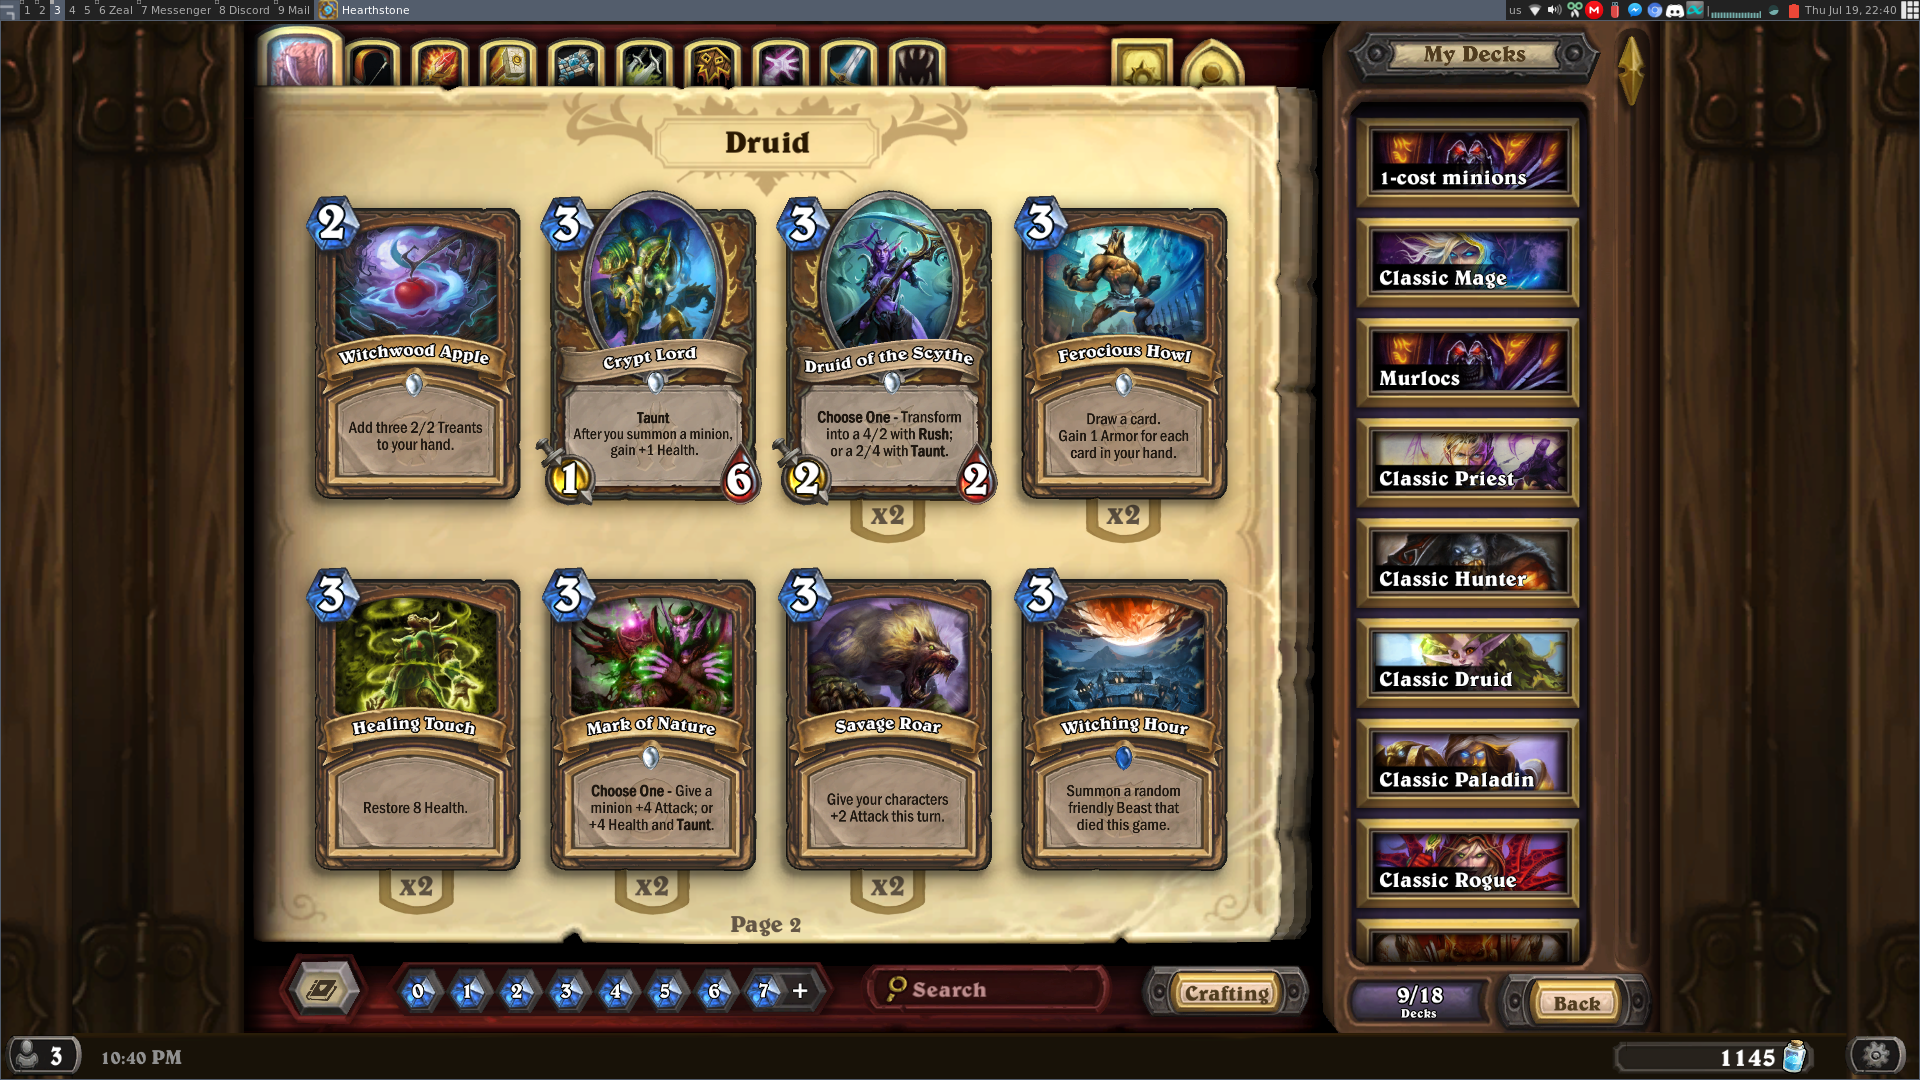 1 2 3 4 5 6 Zeal 7 Messenger 8 Discord 9 Mail Hearthstone
us Thu Jul 19, 22:40
Druid
2
Witchwood Apple
Add three 2/2 Treants
to your hand.
3
Crypt Lord
Taunt
After you summon a minion,
gain +1 Health.
1 6
3
Druid of the Scythe
Choose One - Transform
into a 4/2 with Rush;
or a 2/4 with Taunt.
2 2
x2
3
Ferocious Howl
Draw a card.
Gain 1 Armor for each
card in your hand.
x2
3
Healing Touch
Restore 8 Health.
x2
3
Mark of Nature
Choose One - Give a
minion +4 Attack; or
+4 Health and Taunt.
x2
3
Savage Roar
Give your characters
+2 Attack this turn.
x2
3
Witching Hour
Summon a random
friendly Beast that
died this game.
Page 2
0 1 2 3 4 5 6 7 +
Search
Crafting
My Decks
1-cost minions
Classic Mage
Murlocs
Classic Priest
Classic Hunter
Classic Druid
Classic Paladin
Classic Rogue
9/18
Decks
Back
3
10:40 PM
1145